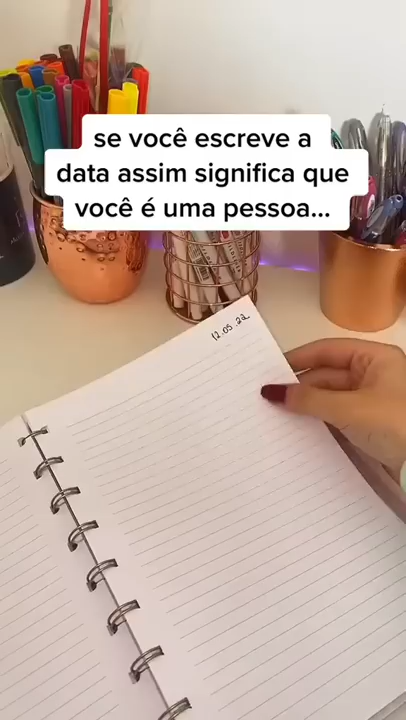 se você escreve a
data assim significa que
você é uma pessoa...
12.05.22